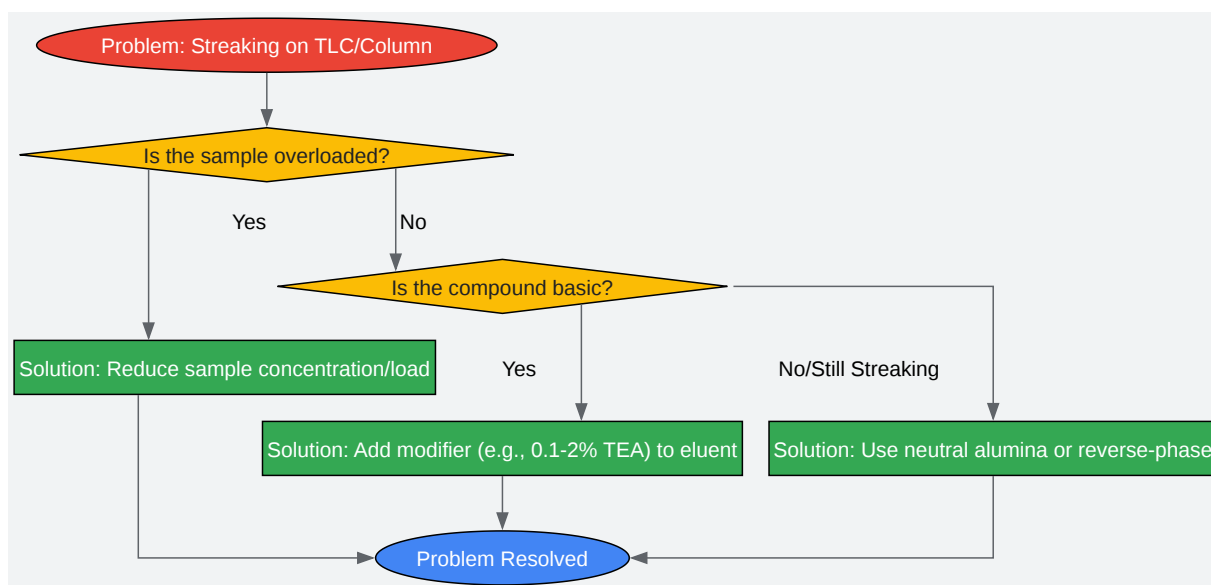 Problem: Streaking on TLC/Column
Is the sample overloaded?
Yes
No
Is the compound basic?
Solution: Reduce sample concentration/load
Yes
No/Still Streaking
Solution: Add modifier (e.g., 0.1-2% TEA) to eluent
Solution: Use neutral alumina or reverse-phase
Problem Resolved